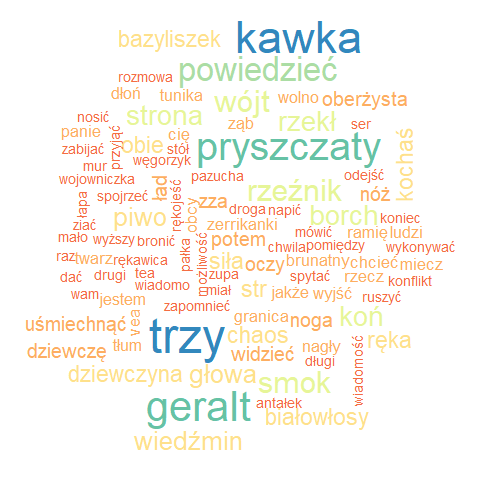 kawka
bazyliszek
powiedzieć
rozmowa
dłoń
tunika
wójt
wolno
oberżysta
nosić
strona
ząb
rzekł
ser
panie
przyjąć
obie
cię
pryszczaty
kochaś
zabijać
stół
mur
węgorzyk
odejść
wojowniczka
ład
pazucha
rzeźnik
nóż
spojrzeć
rękojeść
łapa
zza
obcy
droga
napić
borch
koniec
piwo
ziać
zerrikanki
mówić
ramię
ludzi
mało
wyższy
bronić
potem
chwila
pomiędzy
wykonywać
raz
twarz
rękawica
pałka
możliwość
siła
oczy
brunatny
chcieć
miecz
dać
drugi
tea
zupa
spytać
rzecz
konflikt
wam
wiadomo
miał
str
jakże
wyjść
ruszyć
jestem
vea
zapomnieć
granica
noga
koń
uśmiechnąć
trzy
chaos
dziewczę
tłum
widzieć
nagły
ręka
długi
wiadomość
dziewczyna
głowa
smok
geralt
antałek
białowłosy
wiedźmin